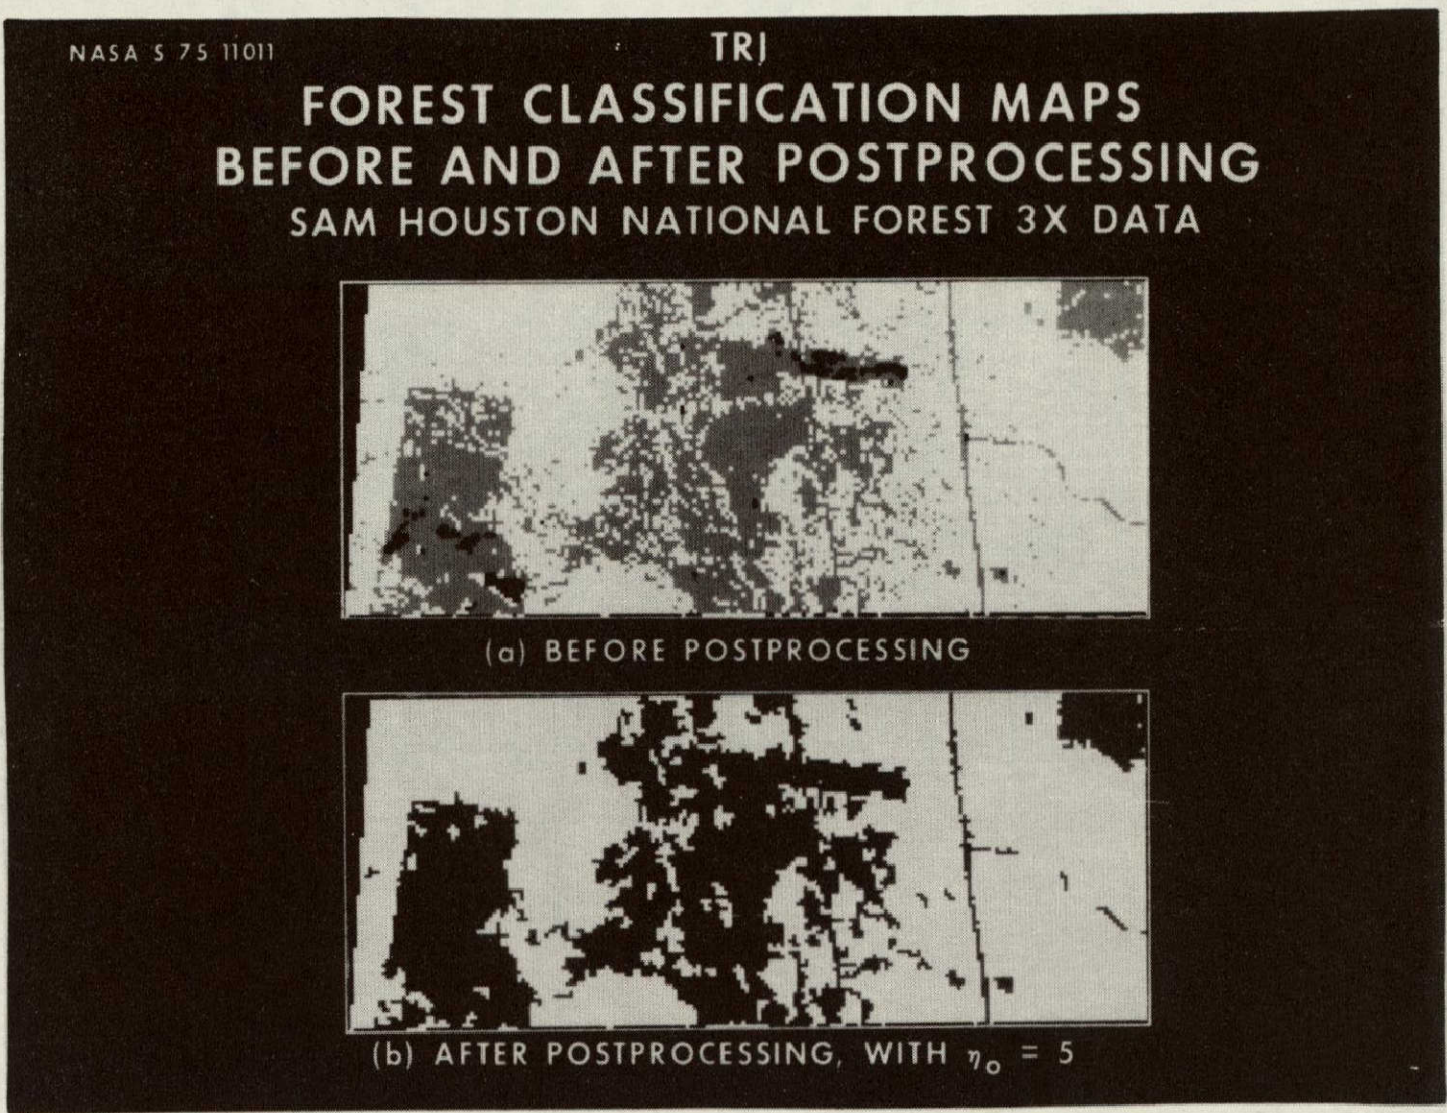 NASA S 75 11011
TRI
FOREST CLASSIFICATION MAPS
BEFORE AND AFTER POSTPROCESSING
SAM HOUSTON NATIONAL FOREST 3X DATA
(a) BEFORE POSTPROCESSING
(b) AFTER POSTPROCESSING, WITH η₀ = 5